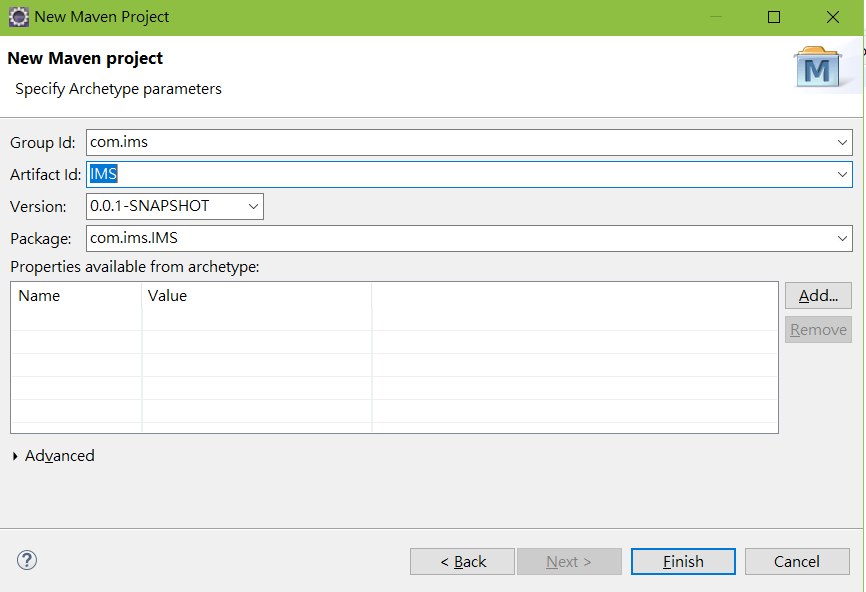 New Maven Project
New Maven project
Specify Archetype parameters
M
Group Id: com.ims
Artifact Id: IMS
Version: 0.0.1-SNAPSHOT
Package: com.ims.IMS
Properties available from archetype:
Name Value
Add...
Remove
Advanced
?
< Back Next > Finish Cancel